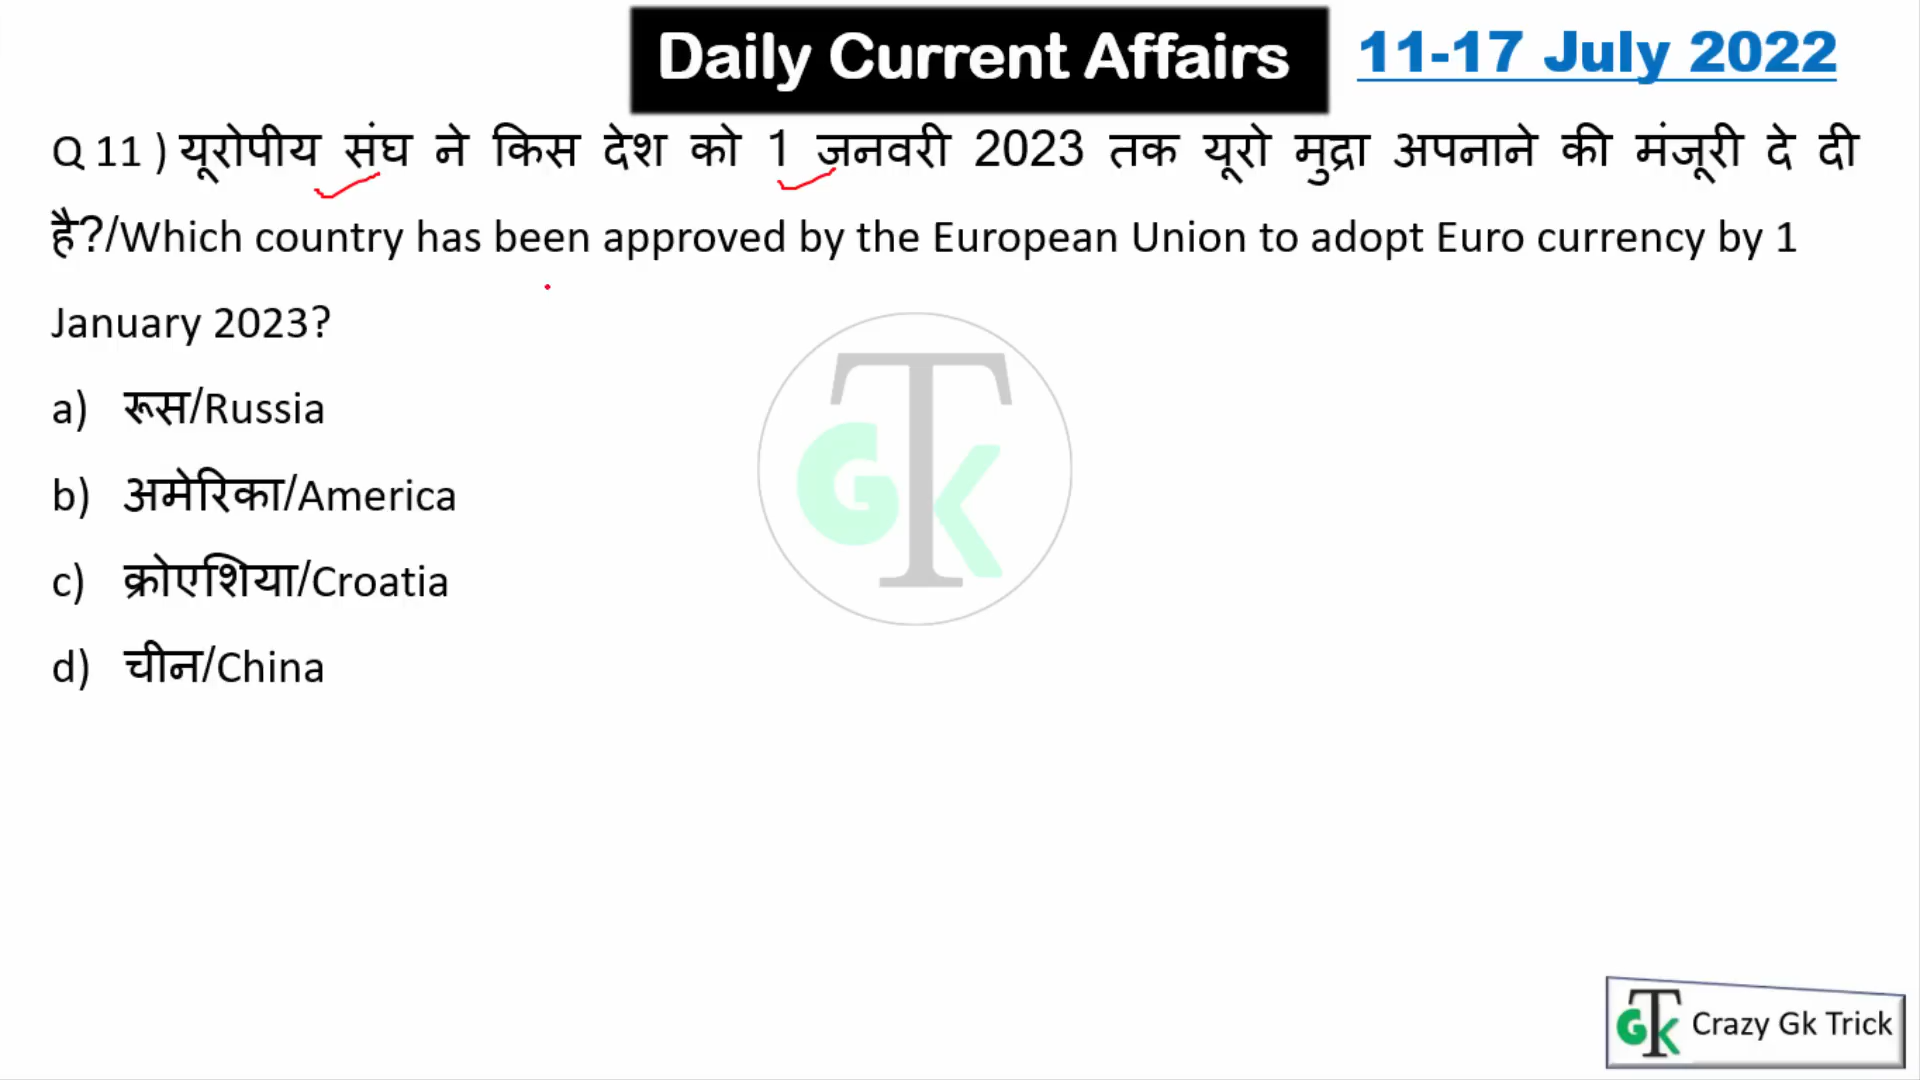 Daily Current Affairs 11-17 July 2022
Q 11 ) यूरोपीय संघ ने किस देश को 1 जनवरी 2023 तक यूरो मुद्रा अपनाने की मंजूरी दे दी
है?/Which country has been approved by the European Union to adopt Euro currency by 1
January 2023?
a) रूस/Russia
b) अमेरिका/America
c) क्रोएशिया/Croatia
d) चीन/China
GTK
GTK Crazy Gk Trick